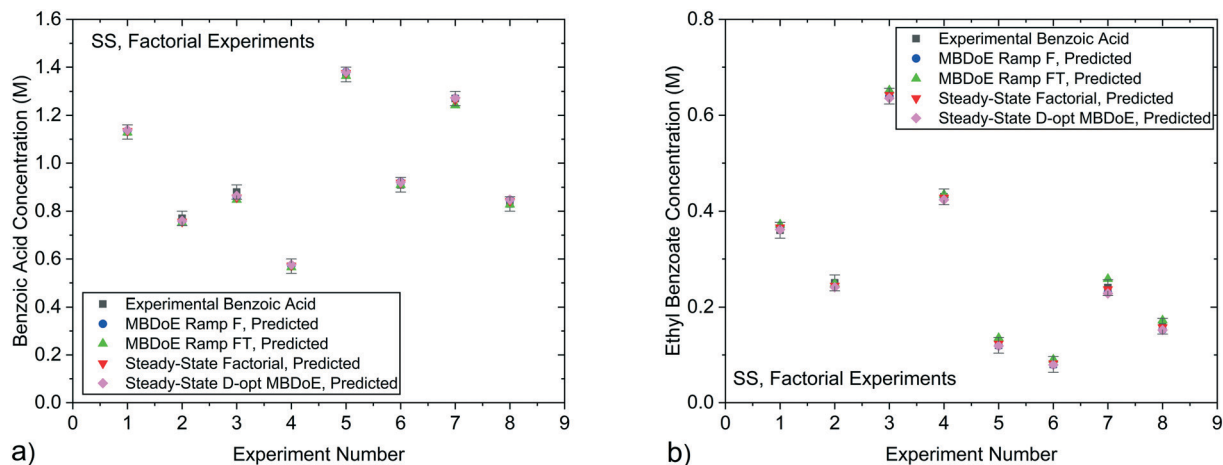 SS, Factorial Experiments
Benzoic Acid Concentration (M)
1.6
1.4
1.2
1.0
0.8
0.6
0.4
0.2
0.0
Experimental Benzoic Acid
MBDoE Ramp F, Predicted
MBDoE Ramp FT, Predicted
Steady-State Factorial, Predicted
Steady-State D-opt MBDoE, Predicted
0 1 2 3 4 5 6 7 8 9
Experiment Number
a)
Ethyl Benzoate Concentration (M)
0.8
0.6
0.4
0.2
0.0
Experimental Benzoic Acid
MBDoE Ramp F, Predicted
MBDoE Ramp FT, Predicted
Steady-State Factorial, Predicted
Steady-State D-opt MBDoE, Predicted
SS, Factorial Experiments
0 1 2 3 4 5 6 7 8 9
Experiment Number
b)